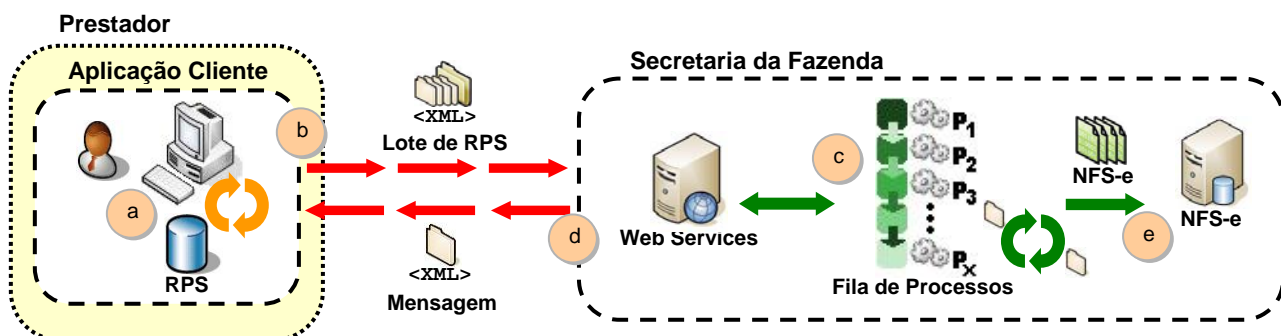 Prestador
Aplicação Cliente
a
RPS
b
<XML>
Lote de RPS
<XML>
Mensagem
d
Secretaria da Fazenda
Web Services
c
P1
P2
P3
Px
Fila de Processos
NFS-e
e
NFS-e